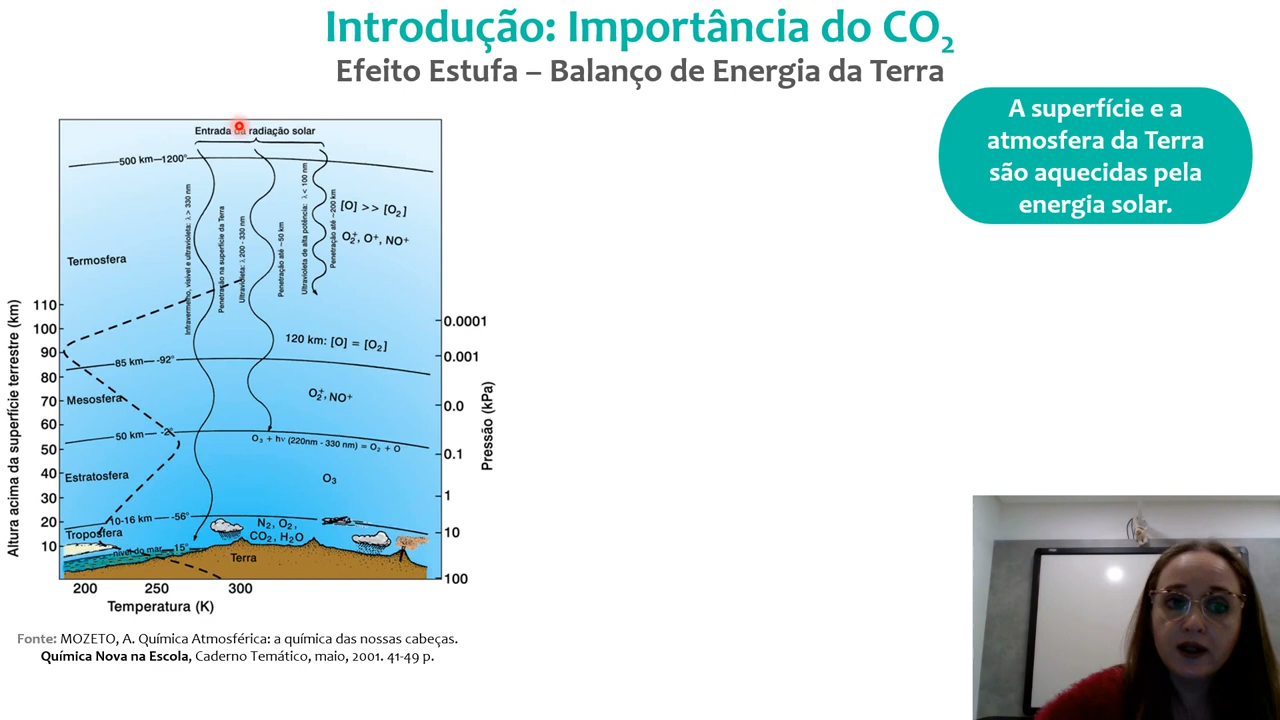 Introdução: Importância do CO₂
Efeito Estufa – Balanço de Energia da Terra
A superfície e a
atmosfera da Terra
são aquecidas pela
energia solar.
Entrada da radiação solar
500 km 1200°
Infravermelho, visível e ultravioleta: λ > 330 nm
Penetração na superfície da Terra
Ultravioleta: λ 200 - 330 nm
Penetração até ~50 km
Ultravioleta de alta potência: λ < 100 nm
Penetração até ~200 km
[O] >> [O₂]
O₂⁺, O⁺, NO⁺
Termosfera
120 km: [O] = [O₂]
85 km -92°
Mesosfera
O₂⁺, NO⁺
50 km -2°
O₃ + hν (220nm - 330 nm) = O₂ + O
Estratosfera
O₃
10-16 km -56°
Troposfera
N₂, O₂,
CO₂, H₂O
nível do mar 15°
Terra
Altura acima da superfície terrestre (km)
110
100
90
80
70
60
50
40
30
20
10
0.0001
0.001
0.0
0.1
1
10
100
Pressão (kPa)
200 250 300
Temperatura (K)
Fonte: MOZETO, A. Química Atmosférica: a química das nossas cabeças.
Química Nova na Escola, Caderno Temático, maio, 2001. 41-49 p.